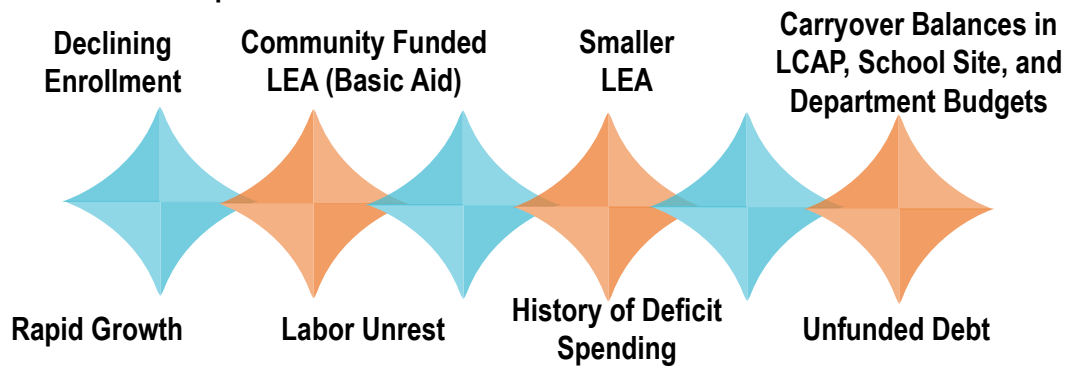 Declining
Enrollment
Community Funded
LEA (Basic Aid)
Smaller
LEA
Carryover Balances in
LCAP, School Site, and
Department Budgets
Rapid Growth
Labor Unrest
History of Deficit
Spending
Unfunded Debt